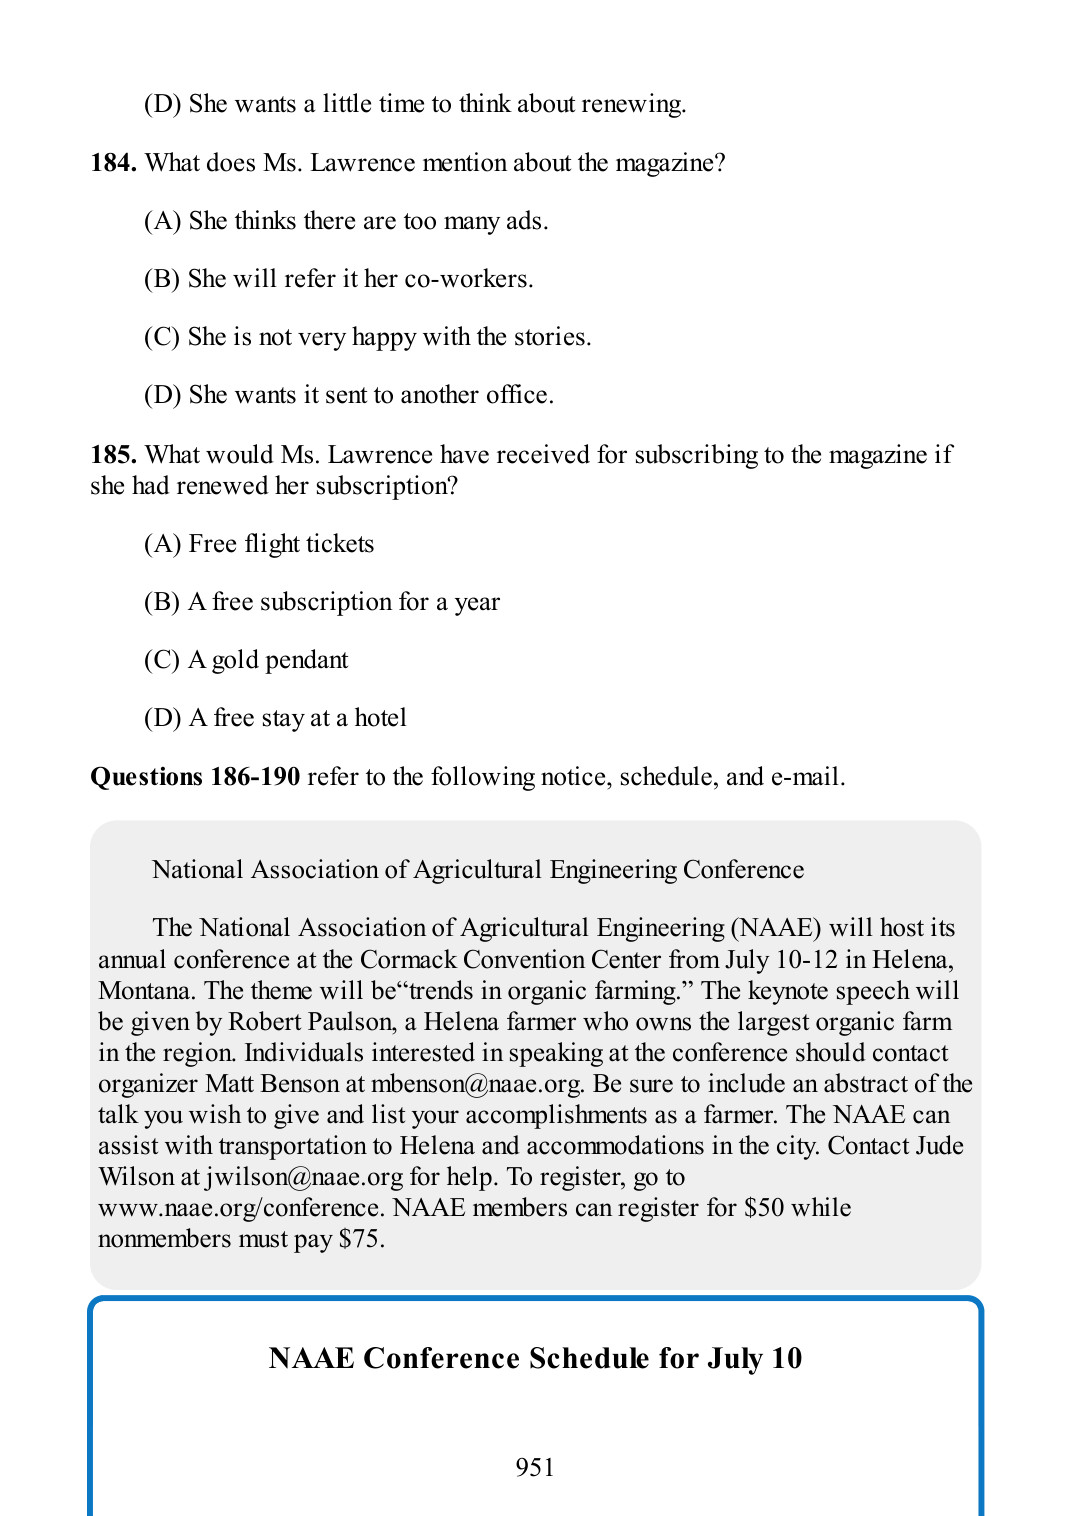 (D) She wants a little time to think about renewing.
184. What does Ms. Lawrence mention about the magazine?
(A) She thinks there are too many ads.
(B) She will refer it her co-workers.
(C) She is not very happy with the stories.
(D) She wants it sent to another office.
185. What would Ms. Lawrence have received for subscribing to the magazine if
she had renewed her subscription?
(A) Free flight tickets
(B) A free subscription for a year
(C) A gold pendant
(D) A free stay at a hotel
Questions 186-190 refer to the following notice, schedule, and e-mail.
National Association of Agricultural Engineering Conference
The National Association of Agricultural Engineering (NAAE) will host its
annual conference at the Cormack Convention Center from July 10-12 in Helena,
Montana. The theme will be“trends in organic farming.” The keynote speech will
be given by Robert Paulson, a Helena farmer who owns the largest organic farm
in the region. Individuals interested in speaking at the conference should contact
organizer Matt Benson at mbenson@naae.org. Be sure to include an abstract of the
talk you wish to give and list your accomplishments as a farmer. The NAAE can
assist with transportation to Helena and accommodations in the city. Contact Jude
Wilson at jwilson@naae.org for help. To register, go to
www.naae.org/conference. NAAE members can register for $50 while
nonmembers must pay $75.
NAAE Conference Schedule for July 10
951